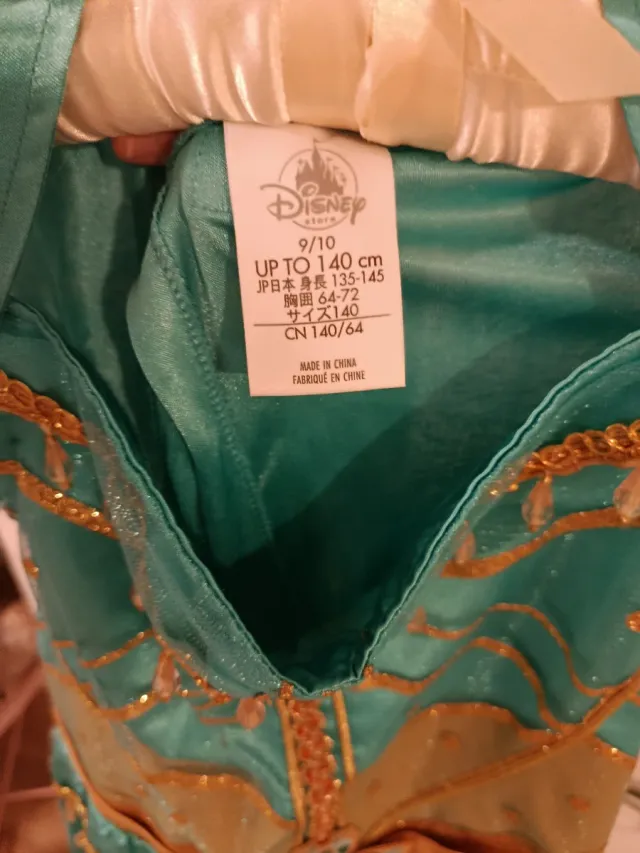 Disney
store
9/10
UP TO 140 cm
JP日本 身長 135-145
胸囲 64-72
サイズ140
CN 140/64
MADE IN CHINA
FABRIQUÉ EN CHINE